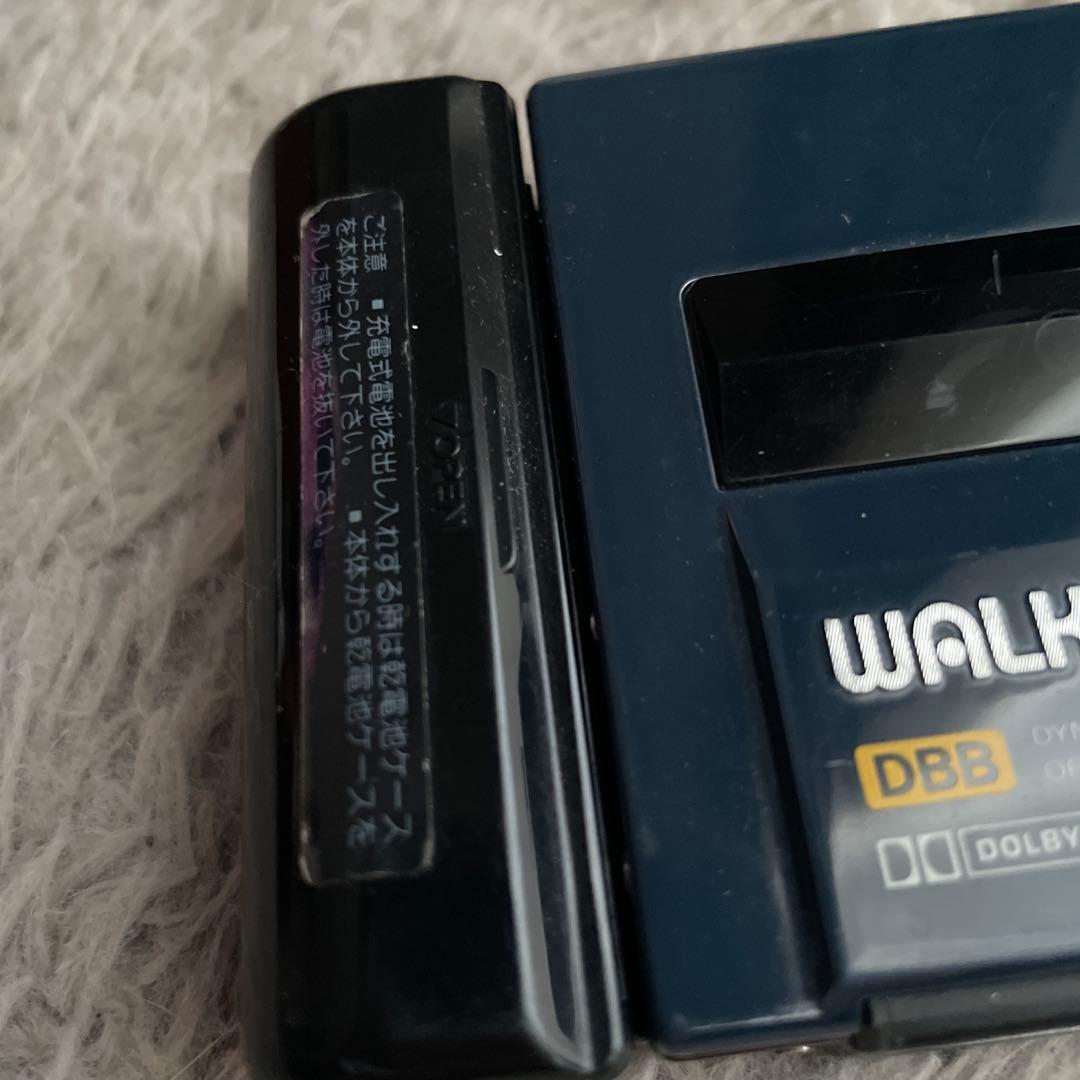 ご注意 ■充電式電池を出し入れする時は乾電池ケース
を本体から外して下さい。 ■本体から乾電池ケースを
外した時は電池を抜いて下さい。
▽OPEN
WALK
DBB DYN
OF
DOLBY